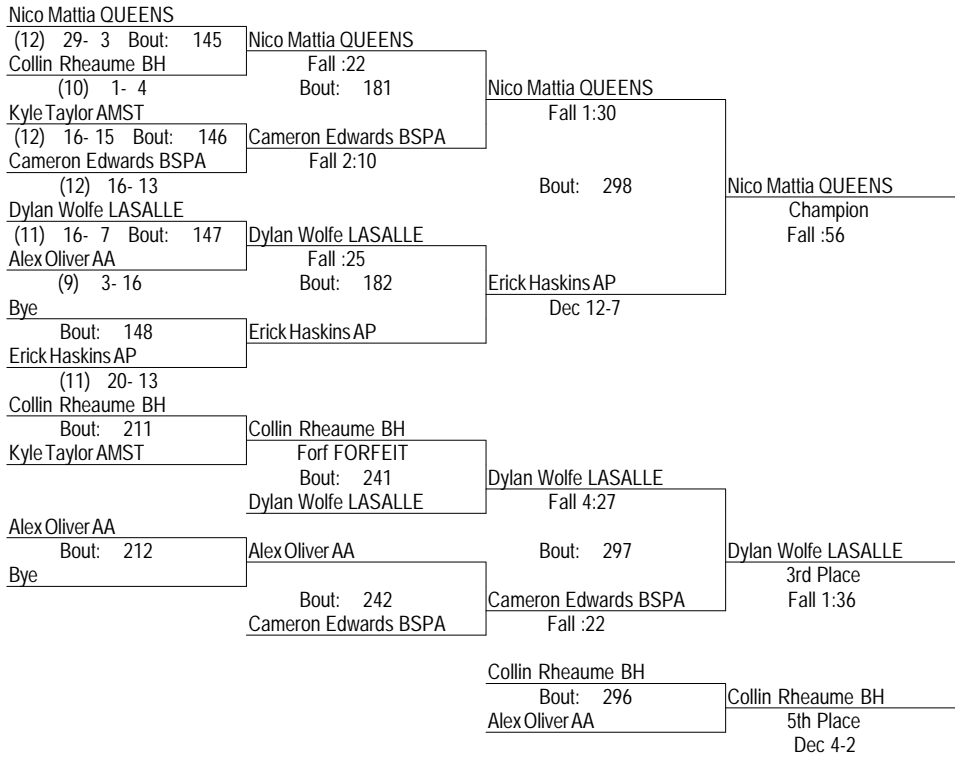 Nico Mattia QUEENS
(12) 29- 3 Bout: 145 Nico Mattia QUEENS
Collin Rheaume BH Fall :22
(10) 1- 4 Bout: 181 Nico Mattia QUEENS
Kyle Taylor AMST Fall 1:30
(12) 16- 15 Bout: 146 Cameron Edwards BSPA
Cameron Edwards BSPA Fall 2:10
(12) 16- 13 Bout: 298 Nico Mattia QUEENS
Dylan Wolfe LASALLE Champion
(11) 16- 7 Bout: 147 Dylan Wolfe LASALLE Fall :56
Alex Oliver AA Fall :25
(9) 3- 16 Bout: 182 Erick Haskins AP
Bye Dec 12-7
Bout: 148 Erick Haskins AP
Erick Haskins AP
(11) 20- 13
Collin Rheaume BH
Bout: 211 Collin Rheaume BH
Kyle Taylor AMST Forf FORFEIT
Bout: 241 Dylan Wolfe LASALLE
Dylan Wolfe LASALLE Fall 4:27
Alex Oliver AA
Bout: 212 Alex Oliver AA Bout: 297 Dylan Wolfe LASALLE
Bye 3rd Place
Bout: 242 Cameron Edwards BSPA Fall 1:36
Cameron Edwards BSPA Fall :22
Collin Rheaume BH
Bout: 296 Collin Rheaume BH
Alex Oliver AA 5th Place
Dec 4-2